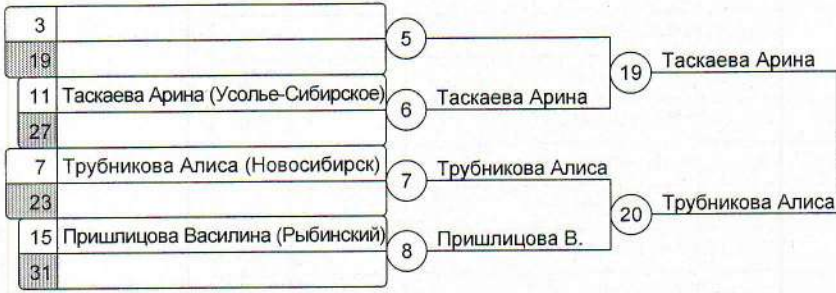 3
5
19
19 Таскаева Арина
11 Таскаева Арина (Усолье-Сибирское)
6 Таскаева Арина
27
7 Трубникова Алиса (Новосибирск)
7 Трубникова Алиса
23
20 Трубникова Алиса
15 Пришлицова Василина (Рыбинский)
8 Пришлицова В.
31